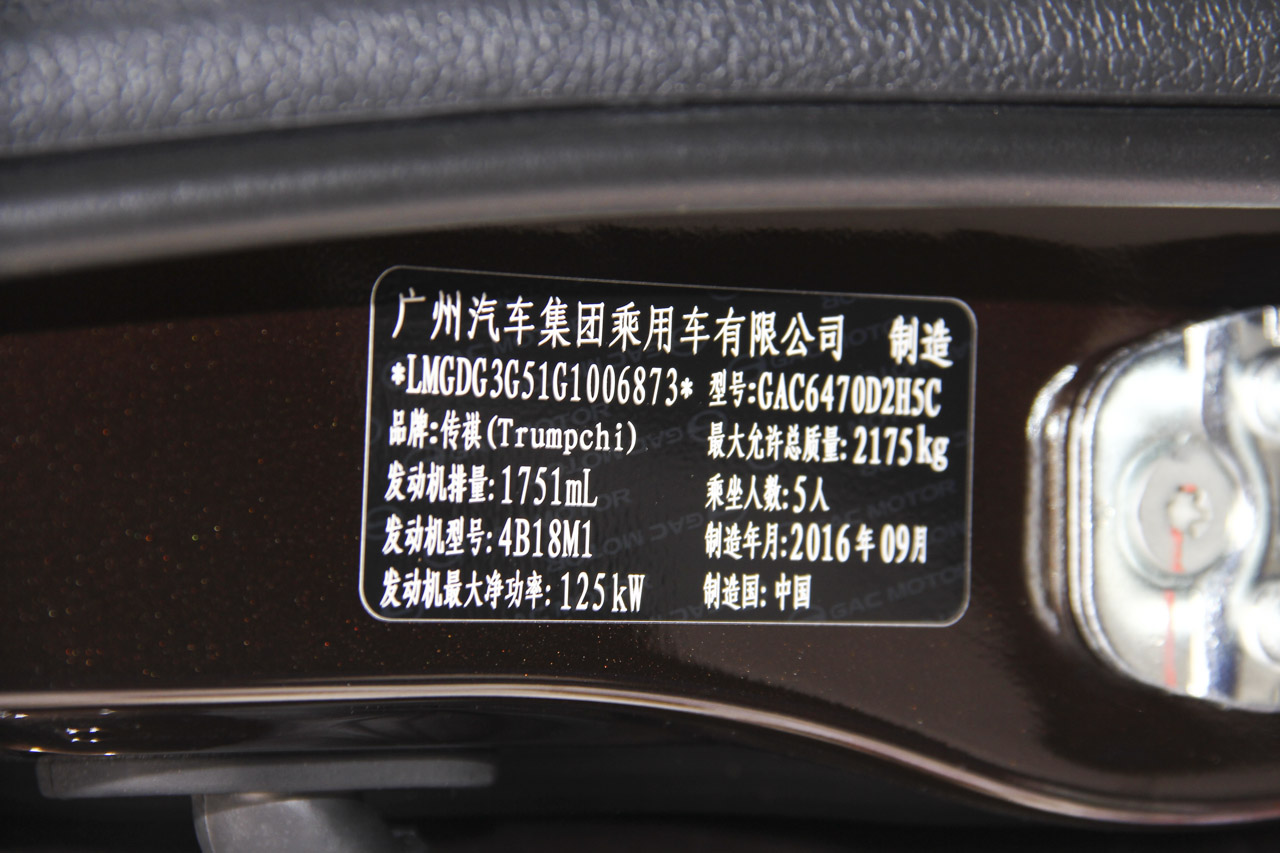 广州汽车集团乘用车有限公司 制造
*LMGDG3G51G1006873* 型号:GAC6470D2H5C
品牌:传祺(Trumpchi) 最大允许总质量:2175kg
发动机排量:1751mL 乘坐人数:5人
发动机型号:4B18M1 制造年月:2016年09月
发动机最大净功率:125kW 制造国:中国
GAC MOTOR